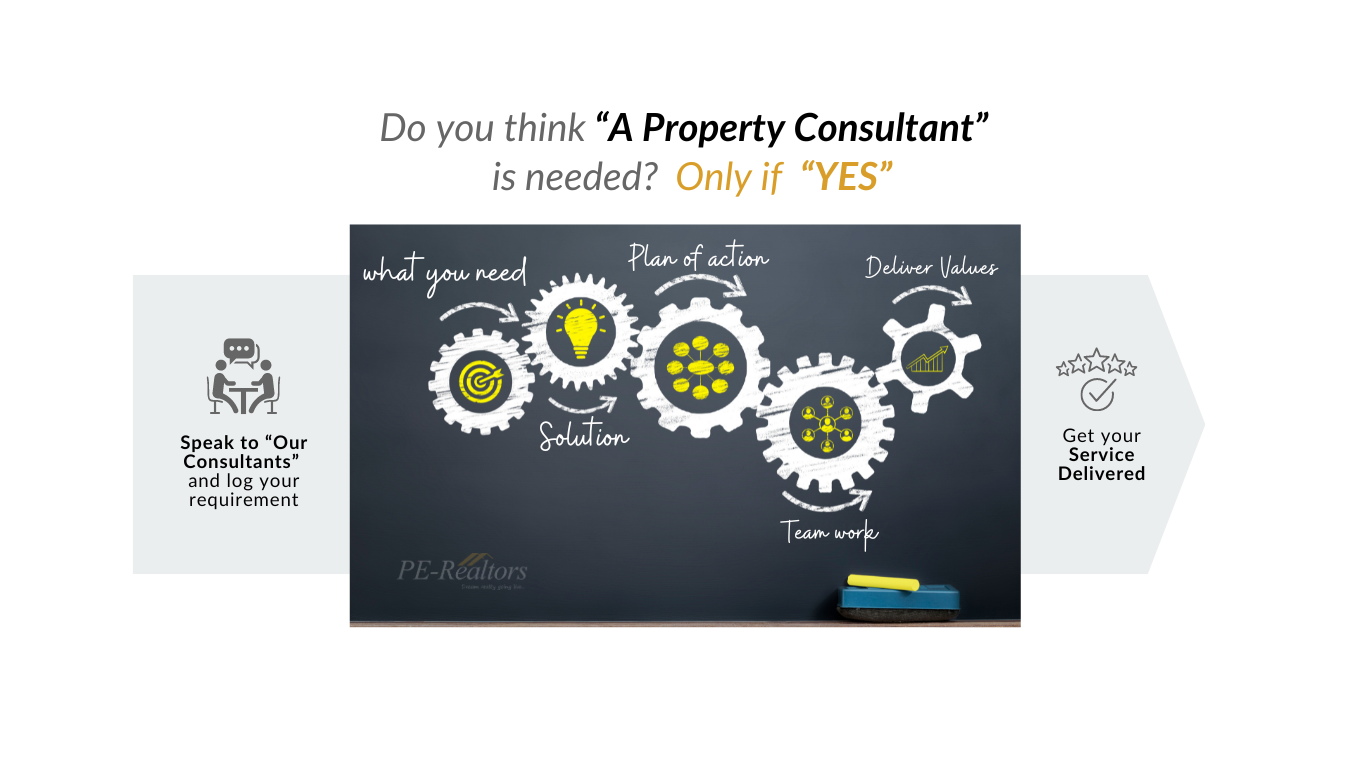 Do you think “A Property Consultant”
is needed? Only if “YES”
what you need
Plan of action
Deliver Values
Solution
Team work
Speak to “Our
Consultants”
and log your
requirement
Get your
Service
Delivered
PE-Realtors